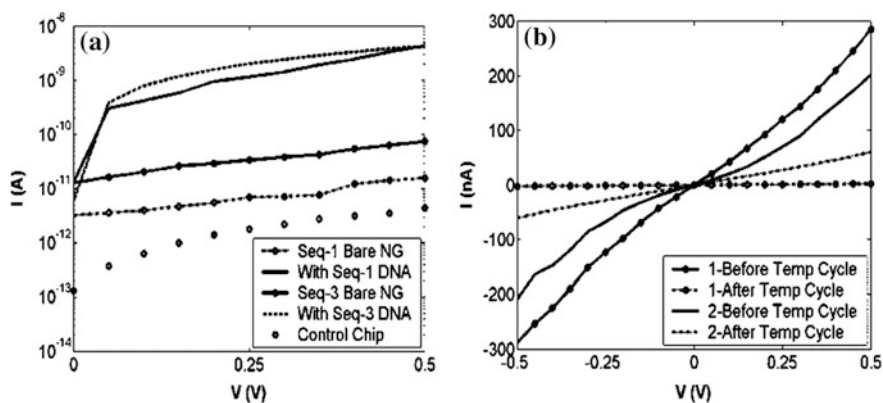 (a)
I (A)
10-8
10-9
10-10
10-11
10-12
10-13
10-14
0
0.25
0.5
V (V)
Seq-1 Bare NG
With Seq-1 DNA
Seq-3 Bare NG
With Seq-3 DNA
Control Chip
(b)
I (nA)
300
200
100
0
-100
-200
-300
-0.5
-0.25
0
0.25
0.5
V (V)
1-Before Temp Cycle
1-After Temp Cycle
2-Before Temp Cycle
2-After Temp Cycle